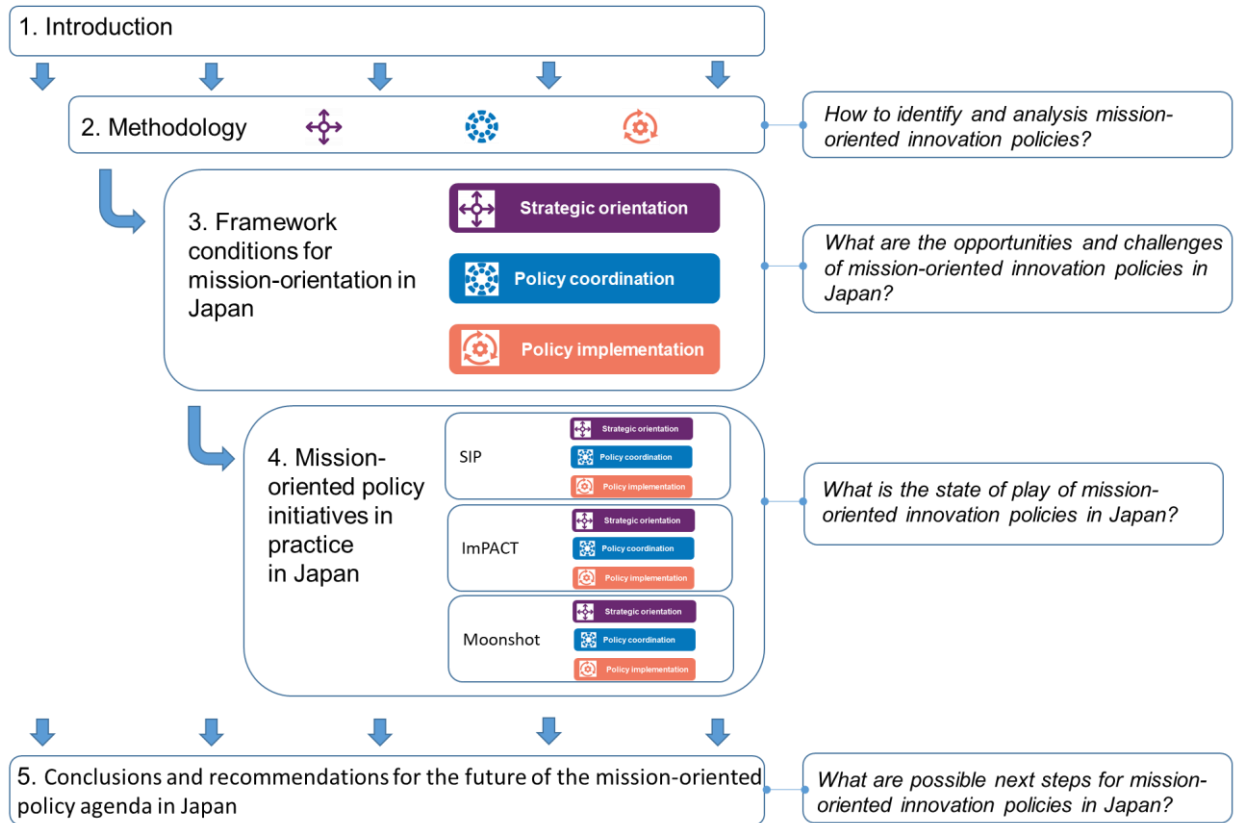 1. Introduction
2. Methodology
How to identify and analysis mission-
oriented innovation policies?
3. Framework
conditions for
mission-orientation in
Japan
Strategic orientation
Policy coordination
Policy implementation
What are the opportunities and challenges
of mission-oriented innovation policies in
Japan?
4. Mission-
oriented policy
initiatives in
practice
in Japan
SIP
Strategic orientation
Policy coordination
Policy implementation
ImPACT
Strategic orientation
Policy coordination
Policy implementation
Moonshot
Strategic orientation
Policy coordination
Policy implementation
What is the state of play of mission-
oriented innovation policies in Japan?
5. Conclusions and recommendations for the future of the mission-oriented
policy agenda in Japan
What are possible next steps for mission-
oriented innovation policies in Japan?